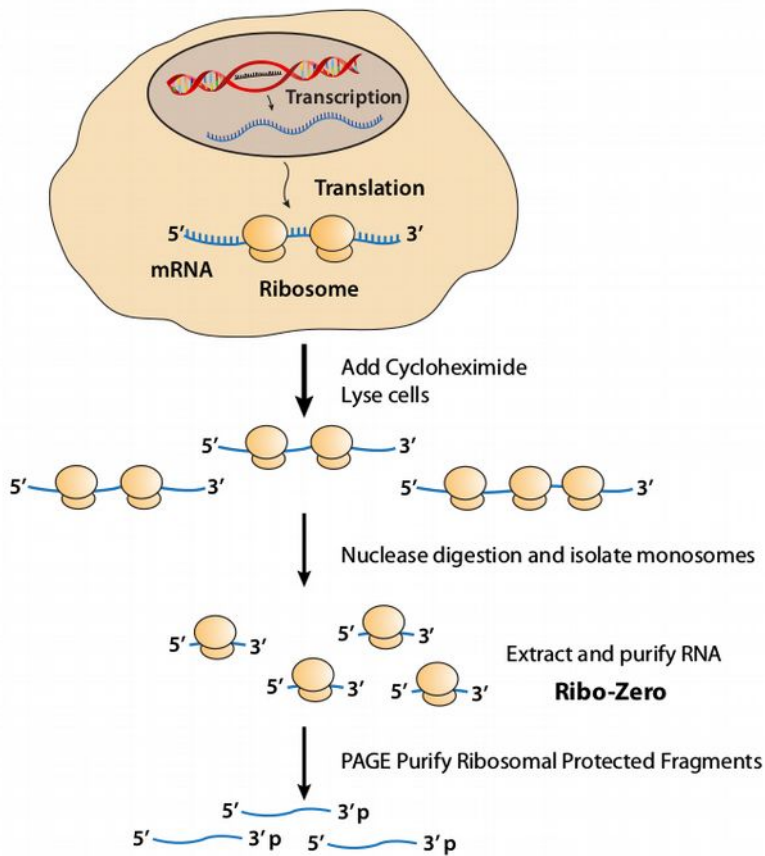 Transcription
Translation
5′ 3′
mRNA
Ribosome
Add Cycloheximide
Lyse cells
5′ 3′
5′ 3′
5′ 3′
Nuclease digestion and isolate monosomes
5′ 3′
5′ 3′
5′ 3′
5′ 3′
Extract and purify RNA
Ribo-Zero
PAGE Purify Ribosomal Protected Fragments
5′ 3′p
5′ 3′p
5′ 3′p